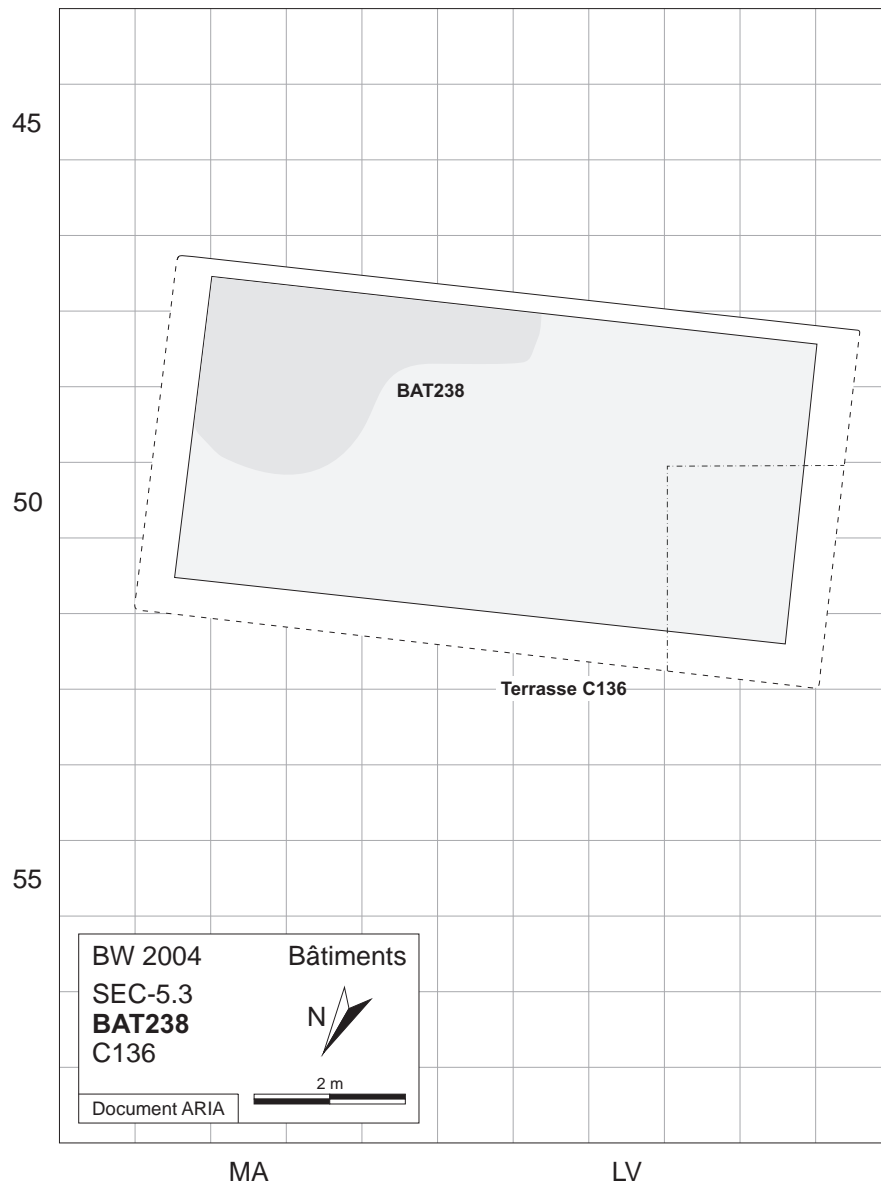 45
BAT238
50
Terrasse C136
55
BW 2004 Bâtiments
SEC-5.3
BAT238
N
C136
2 m
Document ARIA
MA LV